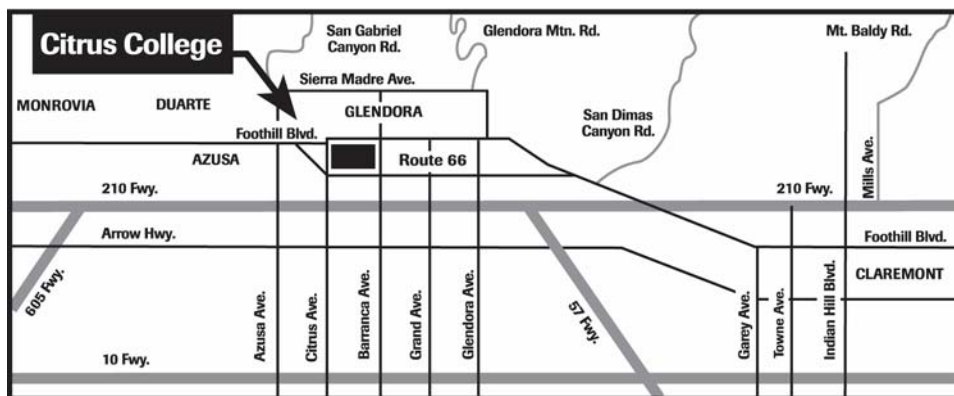 Citrus College
San Gabriel
Canyon Rd.
Glendora Mtn. Rd.
Mt. Baldy Rd.
Sierra Madre Ave.
MONROVIA
DUARTE
GLENDORA
San Dimas
Canyon Rd.
Foothill Blvd.
AZUSA
Route 66
Mills Ave.
210 Fwy.
210 Fwy.
Arrow Hwy.
Foothill Blvd.
CLAREMONT
605 Fwy.
Azusa Ave.
Citrus Ave.
Barranca Ave.
Grand Ave.
Glendora Ave.
57 Fwy.
Garey Ave.
Towne Ave.
Indian Hill Blvd.
10 Fwy.